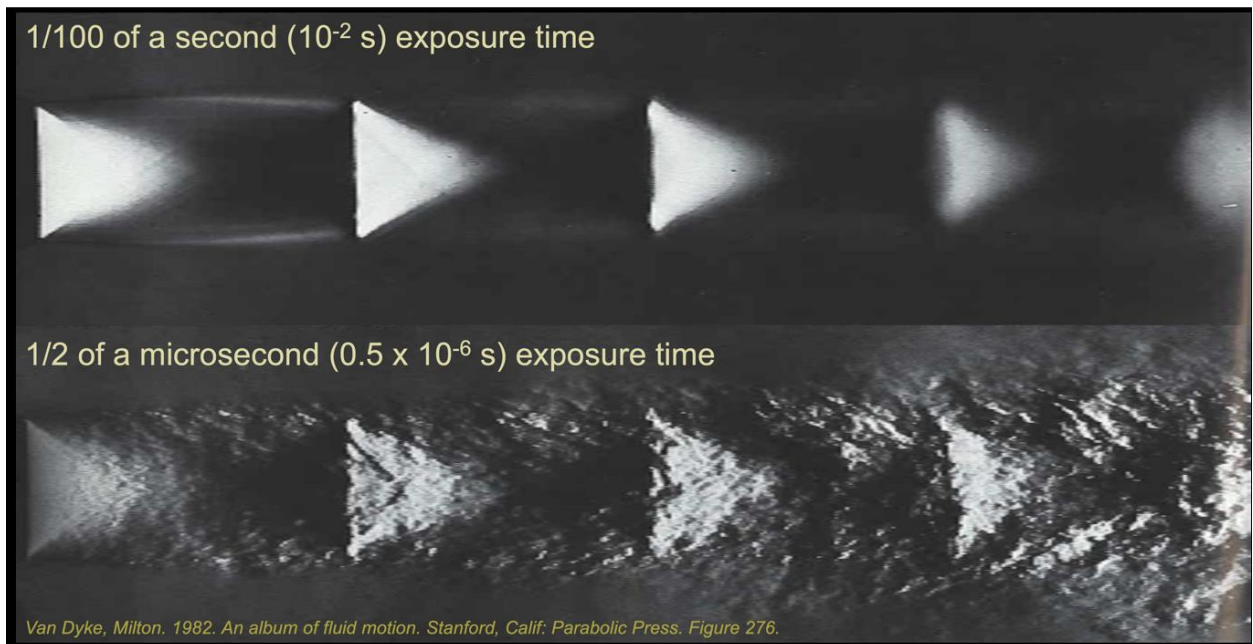 1/100 of a second (10⁻² s) exposure time
1/2 of a microsecond (0.5 x 10⁻⁶ s) exposure time
Van Dyke, Milton. 1982. An album of fluid motion. Stanford, Calif: Parabolic Press. Figure 276.